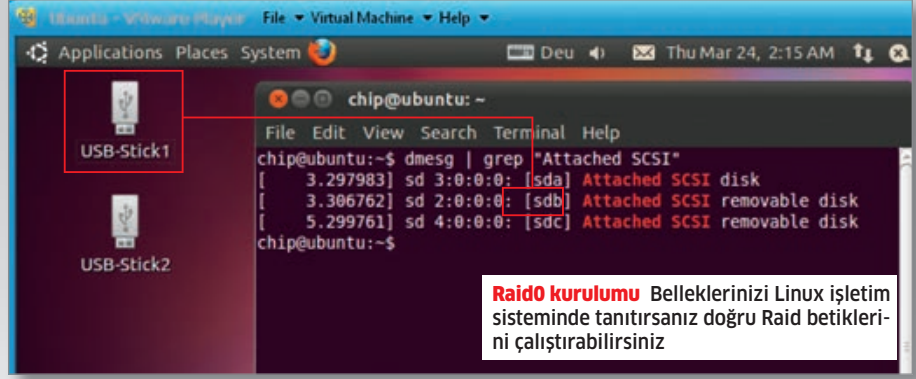 Ubuntu - VMware Player File Virtual Machine Help
Applications Places System Deu Thu Mar 24, 2:15 AM
USB-Stick1
USB-Stick2
chip@ubuntu: ~
File Edit View Search Terminal Help
chip@ubuntu:~$ dmesg | grep "Attached SCSI"
[    3.297983] sd 3:0:0:0: [sda] Attached SCSI disk
[    3.306762] sd 2:0:0:0: [sdb] Attached SCSI removable disk
[    5.299761] sd 4:0:0:0: [sdc] Attached SCSI removable disk
chip@ubuntu:~$
Raid0 kurulumu Belleklerinizi Linux işletim
sisteminde tanıtırsanız doğru Raid betikleri-
ni çalıştırabilirsiniz